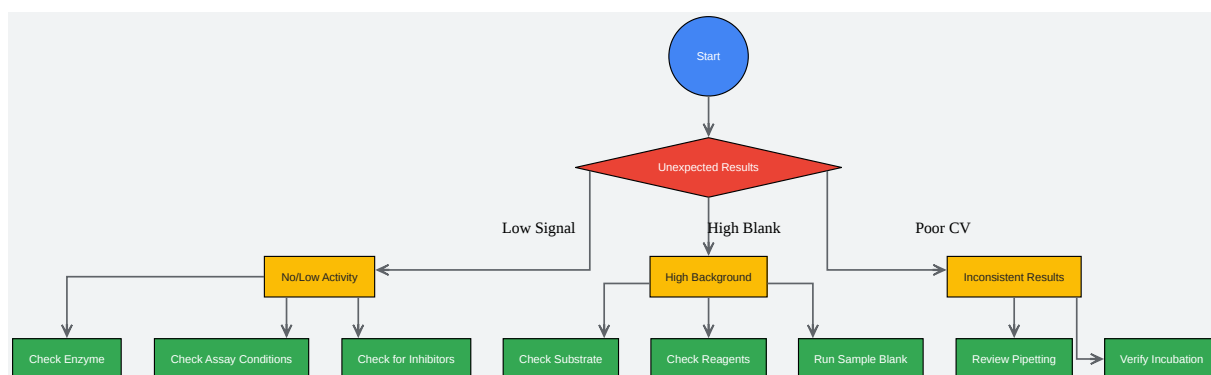 Start
Unexpected Results
Low Signal
High Blank
Poor CV
No/Low Activity
High Background
Inconsistent Results
Check Enzyme
Check Assay Conditions
Check for Inhibitors
Check Substrate
Check Reagents
Run Sample Blank
Review Pipetting
Verify Incubation